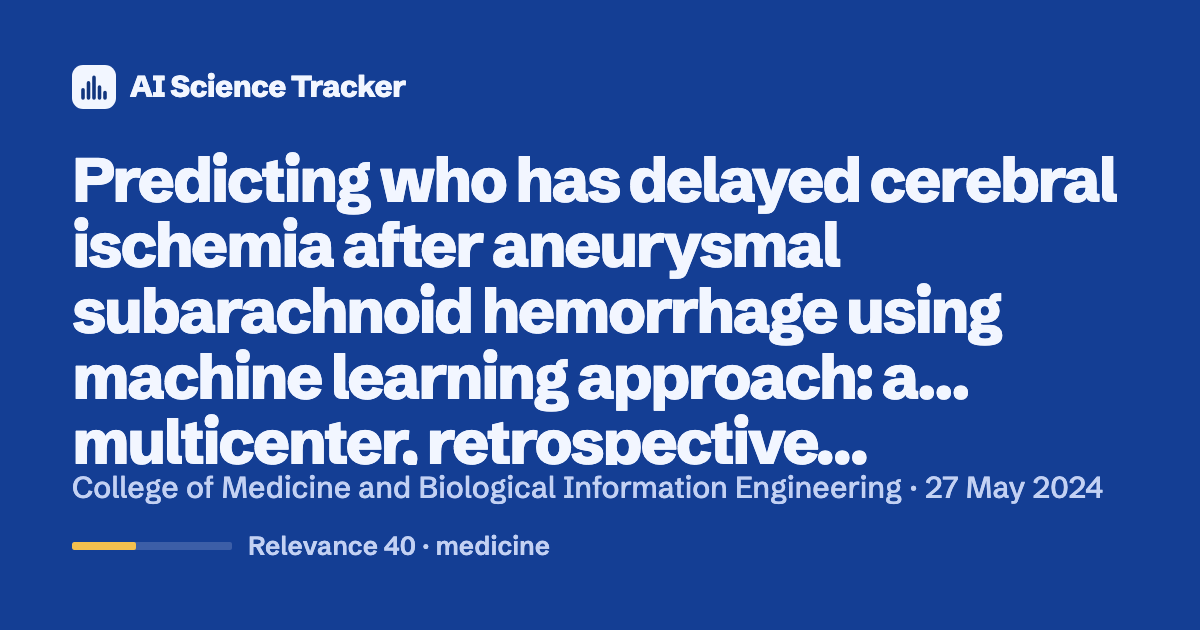 AI Science Tracker
Predicting who has delayed cerebral
ischemia after aneurysmal
subarachnoid hemorrhage using
machine learning approach: a...
multicenter, retrospective...
College of Medicine and Biological Information Engineering · 27 May 2024
Relevance 40 · medicine